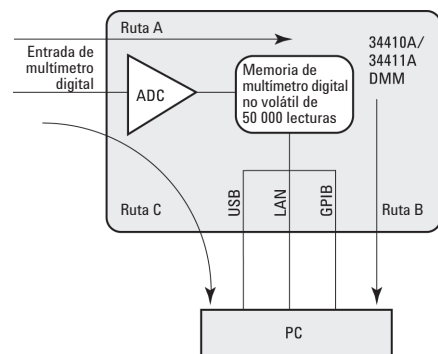 Ruta A
Entrada de
multímetro
digital
ADC
Memoria de
multímetro digital
no volátil de
50 000 lecturas
34410A/
34411A
DMM
Ruta C
USB
LAN
GPIB
Ruta B
PC